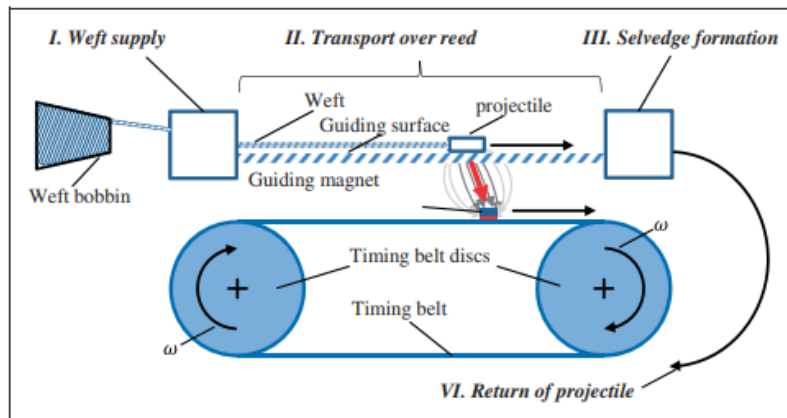 I. Weft supply
II. Transport over reed
III. Selvedge formation
Weft
projectile
Guiding surface
Guiding magnet
Weft bobbin
ω
Timing belt discs
+
+
Timing belt
ω
VI. Return of projectile